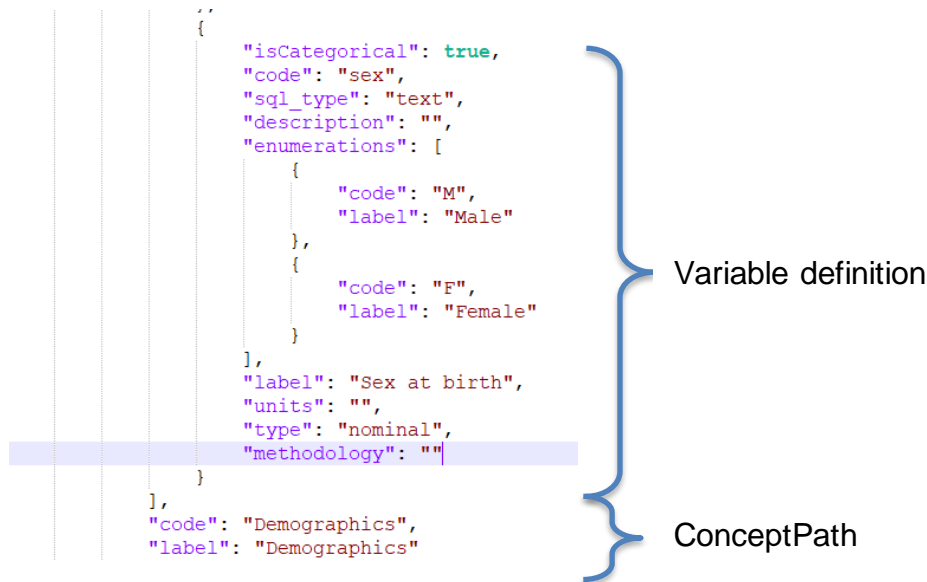 },
{
"isCategorical": true,
"code": "sex",
"sql_type": "text",
"description": "",
"enumerations": [
{
"code": "M",
"label": "Male"
},
{
"code": "F",
"label": "Female"
}
],
"label": "Sex at birth",
"units": "",
"type": "nominal",
"methodology": ""
}
],
"code": "Demographics",
"label": "Demographics"
Variable definition
ConceptPath